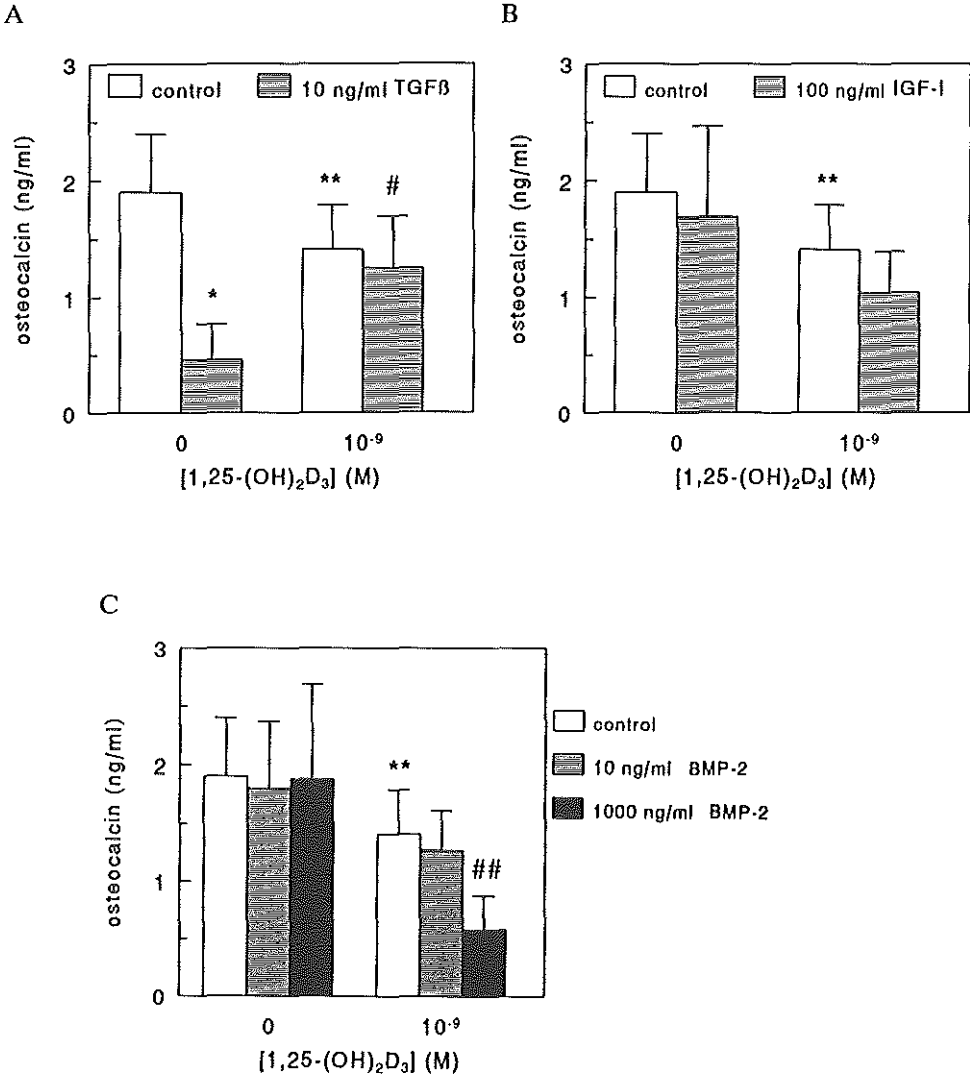 A
3
control 10 ng/ml TGFß
osteocalcin (ng/ml)
2
**
#
1
*
0
0 10⁻⁹
[1,25-(OH)₂D₃] (M)
B
3
control 100 ng/ml IGF-I
osteocalcin (ng/ml)
2
**
1
0
0 10⁻⁹
[1,25-(OH)₂D₃] (M)
C
3
control
10 ng/ml BMP-2
1000 ng/ml BMP-2
osteocalcin (ng/ml)
2
**
##
1
0
0 10⁻⁹
[1,25-(OH)₂D₃] (M)